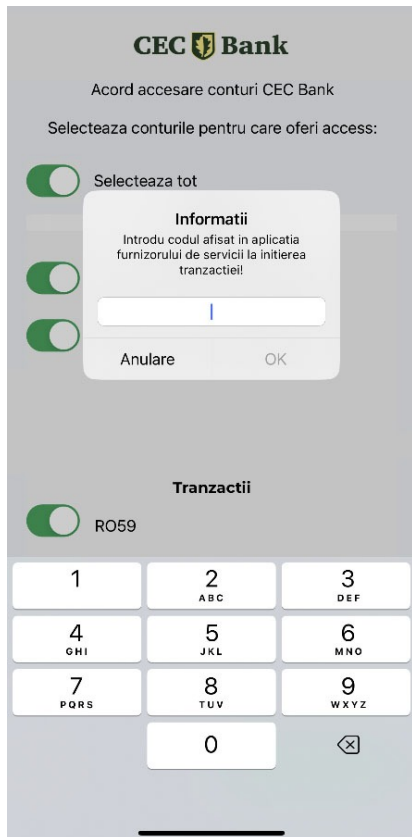 CEC Bank
Acord accesare conturi CEC Bank
Selecteaza conturile pentru care oferi access:
Selecteaza tot
Informatii
Introdu codul afisat in aplicatia
furnizorului de servicii la initierea
tranzactiei!
Anulare OK
Tranzactii
RO59
1 2 3
ABC DEF
4 5 6
GHI JKL MNO
7 8 9
PQRS TUV WXYZ
0